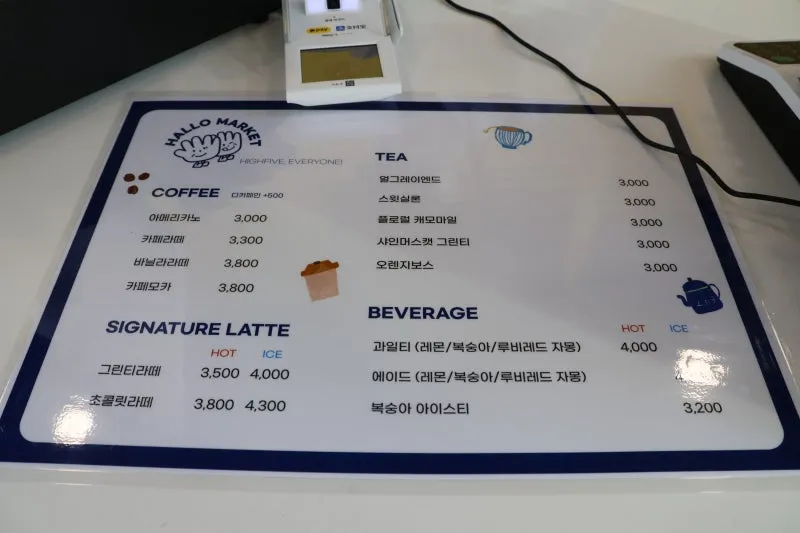 HALLO MARKET
HIGHFIVE, EVERYONE!
COFFEE 디카페인 +500
아메리카노 3,000
카페라떼 3,300
바닐라라떼 3,800
카페모카 3,800
SIGNATURE LATTE
HOT ICE
그린티라떼 3,500 4,000
초콜릿라떼 3,800 4,300
TEA
얼그레이엔드 3,000
스윗실론 3,000
플로럴 캐모마일 3,000
샤인머스캣 그린티 3,000
오렌지보스 3,000
BEVERAGE
HOT ICE
과일티 (레몬/복숭아/루비레드 자몽) 4,000
에이드 (레몬/복숭아/루비레드 자몽)
복숭아 아이스티 3,200